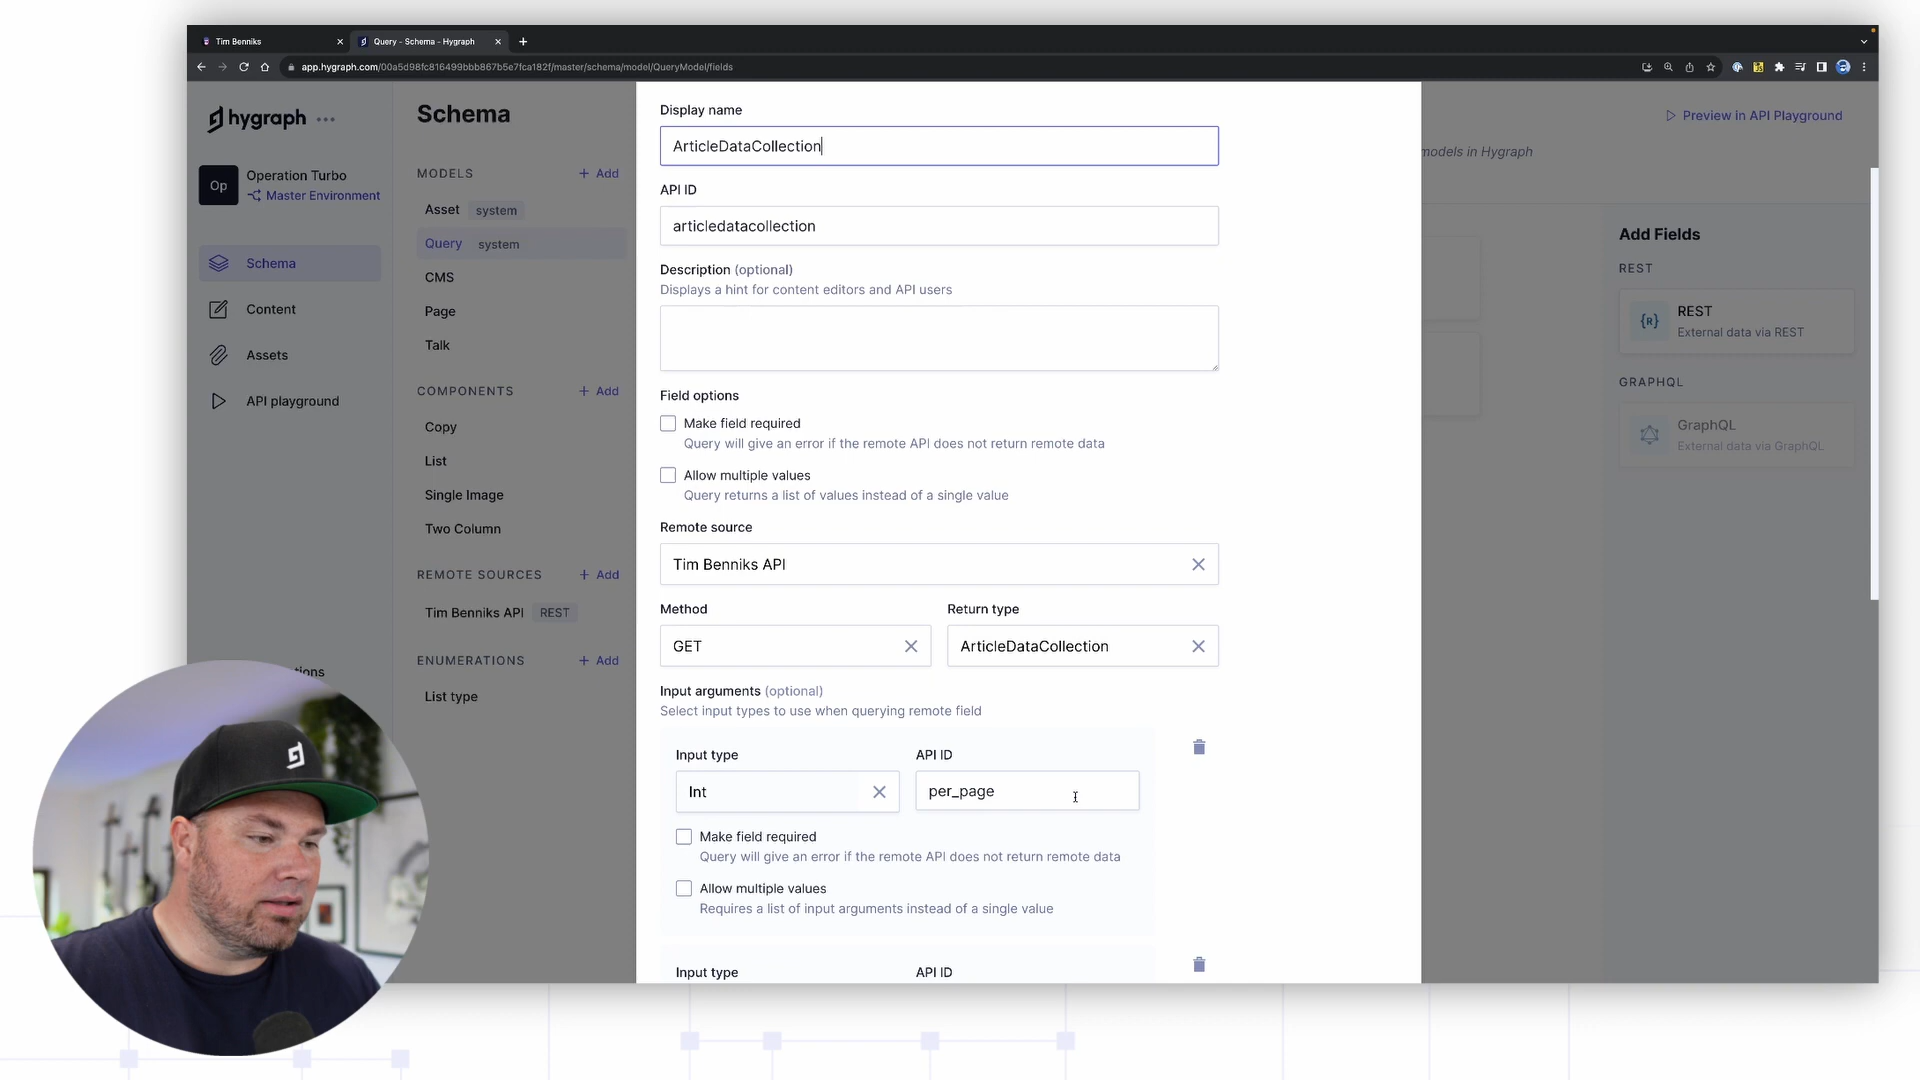 Tim Benniks
Query - Schema - Hygraph
app.hygraph.com/00a5d98fc816499bbb867b5e7fca182f/master/schema/model/QueryModel/fields
hygraph
Op
Operation Turbo
Master Environment
Schema
Content
Assets
API playground
tions
Schema
MODELS
+ Add
Asset system
Query system
CMS
Page
Talk
COMPONENTS
+ Add
Copy
List
Single Image
Two Column
REMOTE SOURCES
+ Add
Tim Benniks API REST
ENUMERATIONS
+ Add
List type
Display name
ArticleDataCollection
API ID
articledatacollection
Description (optional)
Displays a hint for content editors and API users
Field options
Make field required
Query will give an error if the remote API does not return remote data
Allow multiple values
Query returns a list of values instead of a single value
Remote source
Tim Benniks API
Method
Return type
GET
ArticleDataCollection
Input arguments (optional)
Select input types to use when querying remote field
Input type
API ID
Int
per_page
Make field required
Query will give an error if the remote API does not return remote data
Allow multiple values
Requires a list of input arguments instead of a single value
Input type
API ID
Preview in API Playground
models in Hygraph
Add Fields
REST
{R}
REST
External data via REST
GRAPHQL
GraphQL
External data via GraphQL